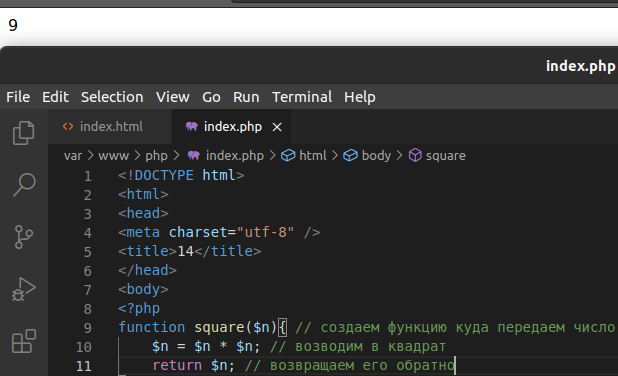 9
index.php
File Edit Selection View Go Run Terminal Help
index.html index.php
var > www > php > index.php > html > body > square
1 <!DOCTYPE html>
2 <html>
3 <head>
4 <meta charset="utf-8" />
5 <title>14</title>
6 </head>
7 <body>
8 <?php
9 function square($n){ // создаем функцию куда передаем число
10 $n = $n * $n; // возводим в квадрат
11 return $n; // возвращаем его обратно